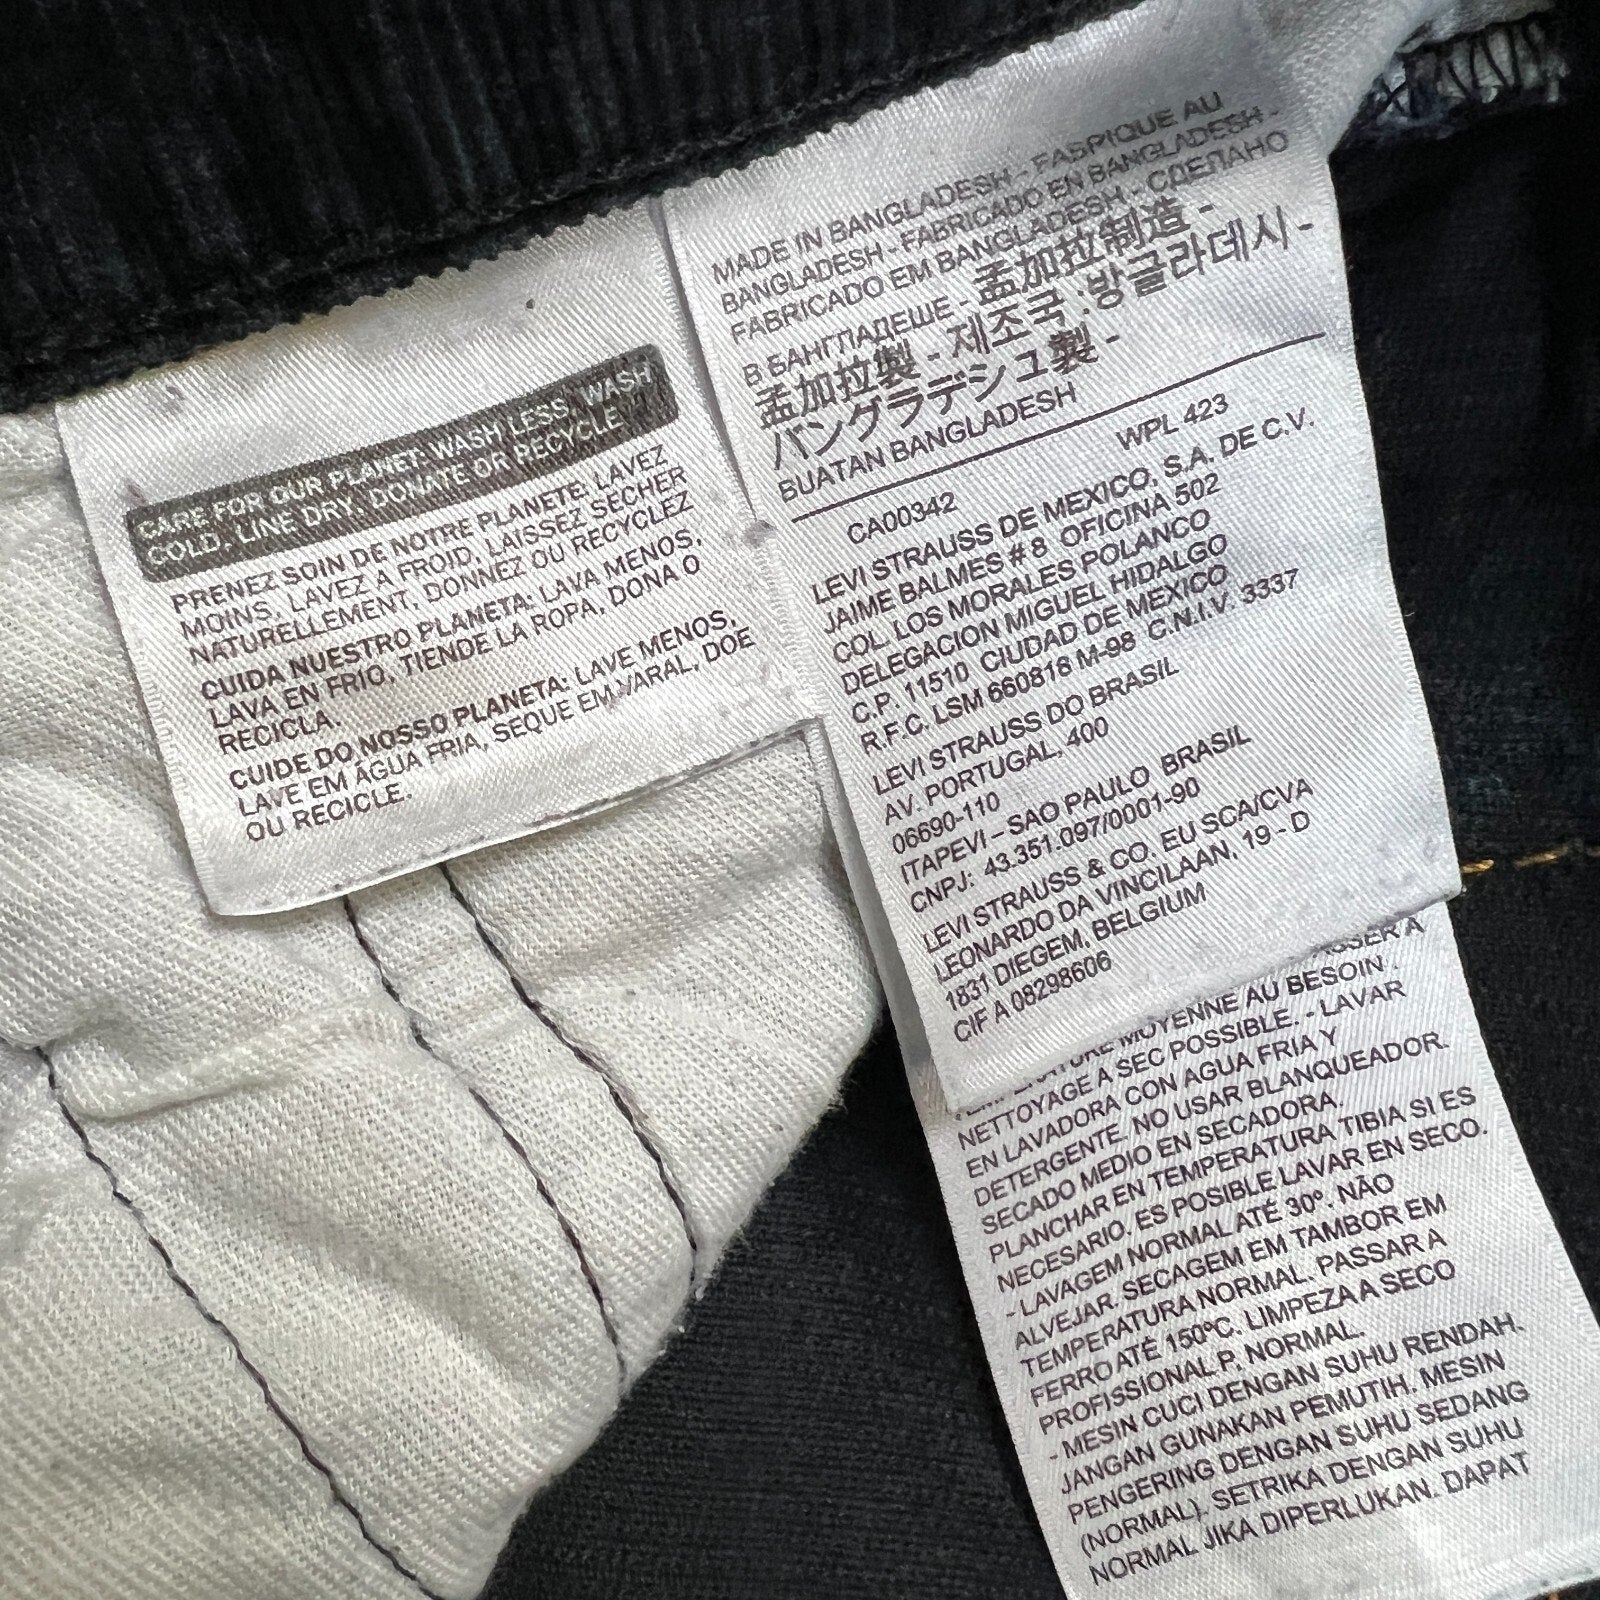 CARE FOR OUR PLANET: WASH LESS, WASH
COLD, LINE DRY, DONATE OR RECYCLE
PRENEZ SOIN DE NOTRE PLANETE: LAVEZ
MOINS, LAVEZ A FROID, LAISSEZ SECHER
NATURELLEMENT, DONNEZ OU RECYCLEZ
CUIDA NUESTRO PLANETA: LAVA MENOS,
LAVA EN FRIO, TIENDE LA ROPA, DONA O
RECICLA.
CUIDE DO NOSSO PLANETA: LAVE MENOS,
LAVE EM ÁGUA FRIA, SEQUE EM VARAL, DOE
OU RECICLE.
MADE IN BANGLADESH - FASPIQUE AU
BANGLADESH - FABRICADO EN BANGLADESH -
FABRICADO EM BANGLADESH - СДЕЛАНО
В БАНГЛАДЕШЕ - 孟加拉制造 -
孟加拉製 - 제조국 :방글라데시 -
バングラデシュ製 -
BUATAN BANGLADESH
CA00342 WPL 423
LEVI STRAUSS DE MEXICO, S.A. DE C.V.
JAIME BALMES # 8 OFICINA 502
COL. LOS MORALES POLANCO
DELEGACION MIGUEL HIDALGO
C.P. 11510 CIUDAD DE MEXICO
R.F.C. LSM 660818 M-98 C.N.I.V. 3337
LEVI STRAUSS DO BRASIL
AV. PORTUGAL, 400
06690-110
ITAPEVI – SAO PAULO BRASIL
CNPJ: 43.351.097/0001-90
LEVI STRAUSS & CO. EU SCA/CVA
LEONARDO DA VINCILAAN, 19 - D
1831 DIEGEM, BELGIUM
CIF A 08298606
MOYENNE AU BESOIN .
NETTOYAGE A SEC POSSIBLE. - LAVAR
EN LAVADORA CON AGUA FRIA Y
DETERGENTE. NO USAR BLANQUEADOR.
SECADO MEDIO EN SECADORA.
PLANCHAR EN TEMPERATURA TIBIA SI ES
NECESARIO. ES POSIBLE LAVAR EN SECO.
- LAVAGEM NORMAL ATÉ 30º. NÃO
ALVEJAR. SECAGEM EM TAMBOR EM
TEMPERATURA NORMAL. PASSAR A
FERRO ATÉ 150ºC. LIMPEZA A SECO
PROFISSIONAL P. NORMAL.
- MESIN CUCI DENGAN SUHU RENDAH.
JANGAN GUNAKAN PEMUTIH. MESIN
PENGERING DENGAN SUHU SEDANG
(NORMAL). SETRIKA DENGAN SUHU
NORMAL JIKA DIPERLUKAN. DAPAT